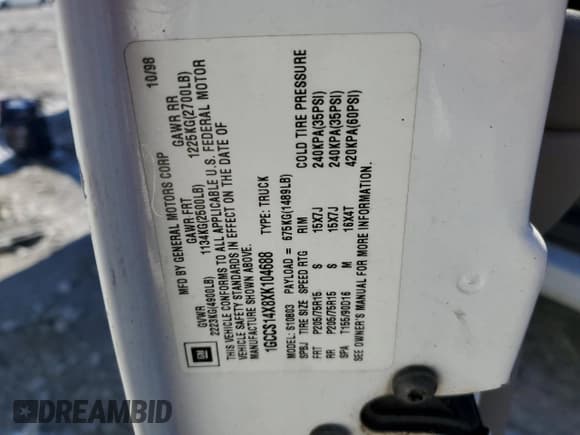 MFD BY GENERAL MOTORS CORP 10/98
GVWR GAWR FRT GAWR RR
2223KG(4900LB) 1134KG(2500LB) 1225KG(2700LB)
THIS VEHICLE CONFORMS TO ALL APPLICABLE U.S. FEDERAL MOTOR
VEHICLE SAFETY STANDARDS IN EFFECT ON THE DATE OF
MANUFACTURE SHOWN ABOVE.
1GCCS14X8XK104688 TYPE: TRUCK
MODEL: S10803 PAYLOAD = 675KG(1489LB)
SPBJ TIRE SIZE SPEED RTG RIM COLD TIRE PRESSURE
FRT P205/75R15 S 15X7J 240KPA(35PSI)
RR P205/75R15 S 15X7J 240KPA(35PSI)
SPA T155/90D16 M 16X4T 420KPA(60PSI)
SEE OWNER'S MANUAL FOR MORE INFORMATION.
GM
DREAMBID